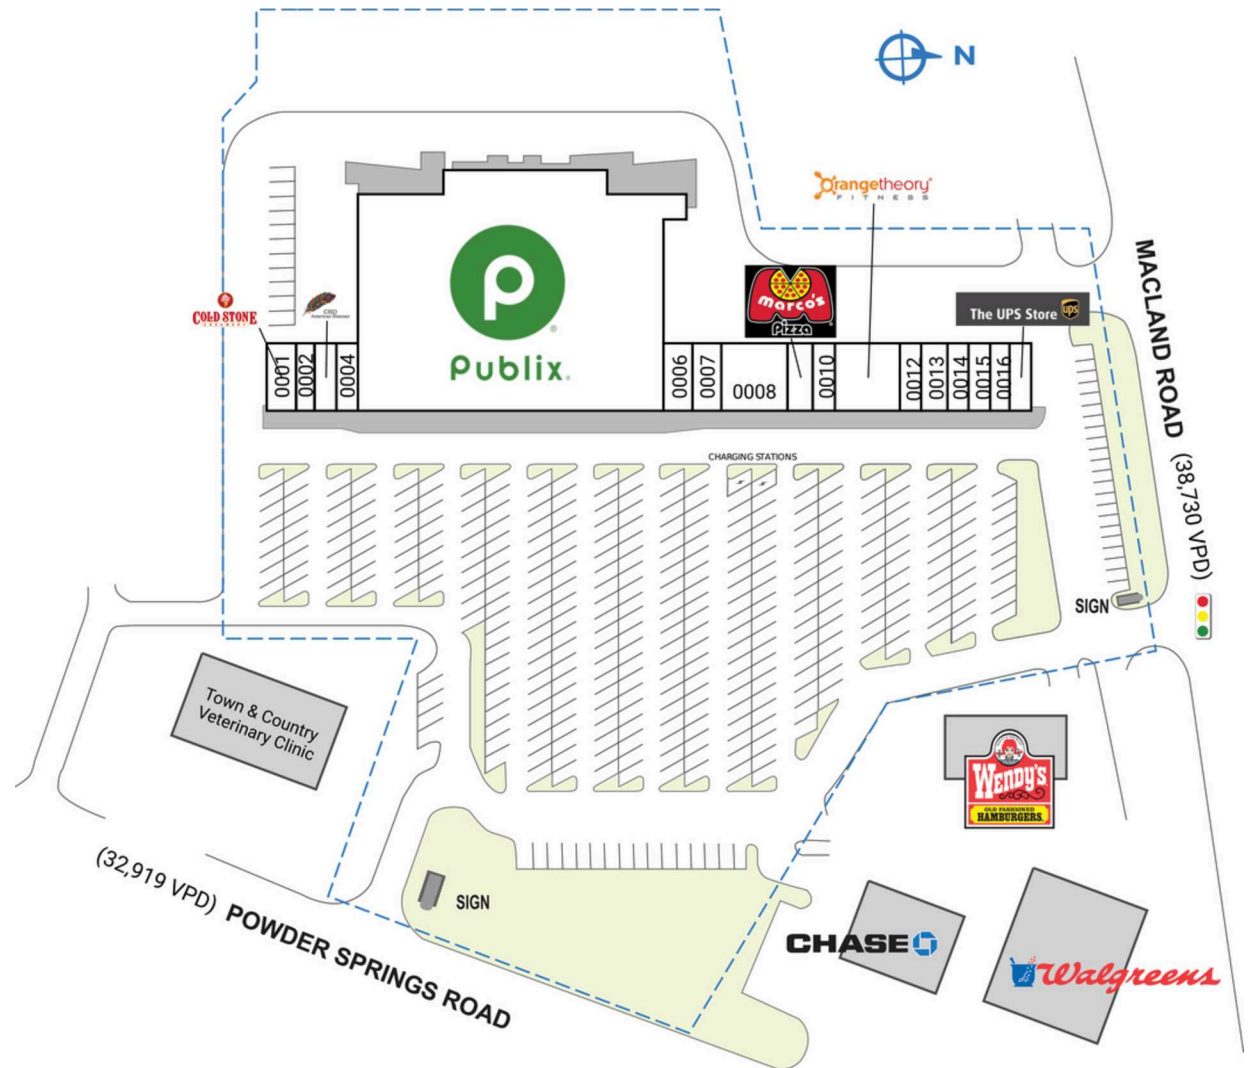 N
orangetheory®
FITNESS
MACLAND ROAD (38,730 VPD)
COLD STONE
CREAMERY
marco's
Pizza
The UPS Store
ups
Publix®
0001
0002
0004
0006
0007
0008
0010
0012
0013
0014
0015
0016
CHARGING STATIONS
SIGN
Town & Country
Veterinary Clinic
WENDY'S
OLD FASHIONED
HAMBURGERS.
(32,919 VPD) POWDER SPRINGS ROAD
SIGN
CHASE
Walgreens